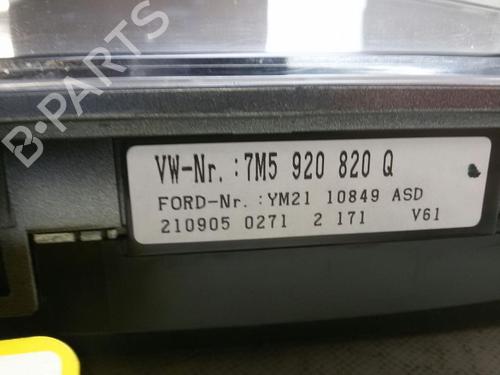 B-PARTS
VW-Nr.:7M5 920 820 Q
FORD-Nr.:YM21 10849 ASD
210905 0271 2 171 V61